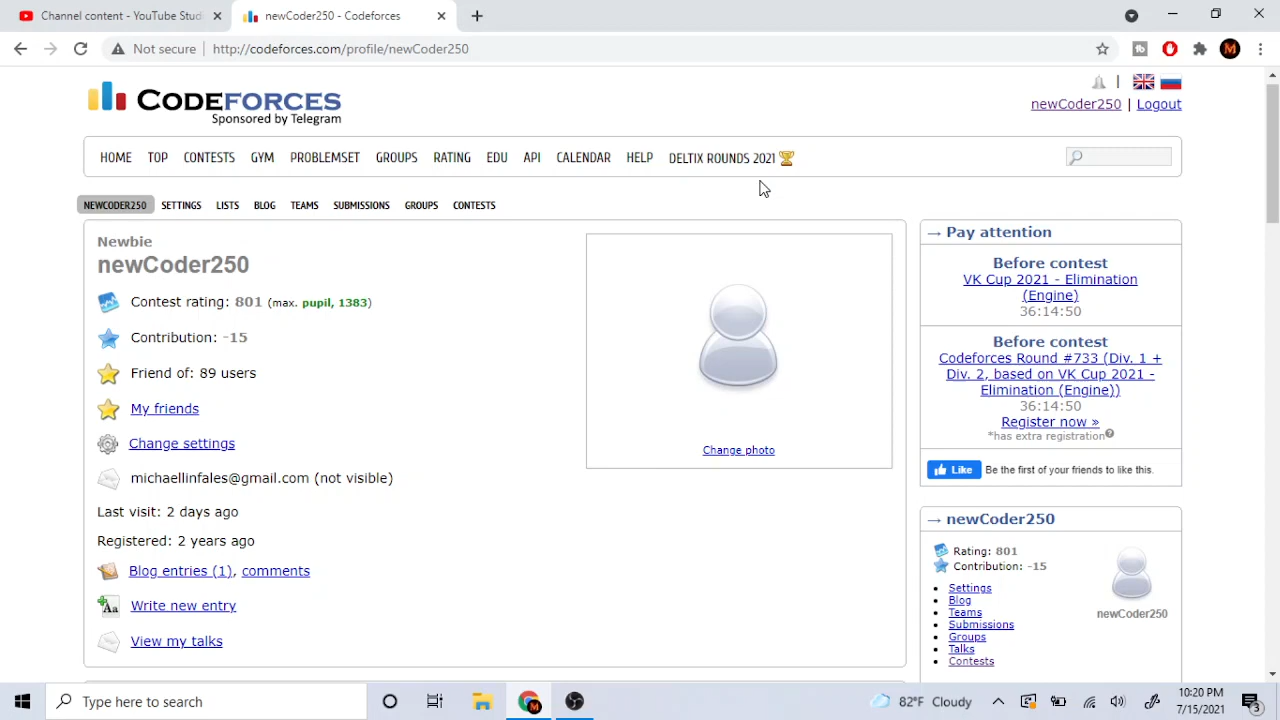 Channel content - YouTube Studi
newCoder250 - Codeforces
Not secure
http://codeforces.com/profile/newCoder250
CODEFORCES
Sponsored by Telegram
newCoder250 | Logout
HOME TOP CONTESTS GYM PROBLEMSET GROUPS RATING EDU API CALENDAR HELP DELTIX ROUNDS 2021
NEWCODER250 SETTINGS LISTS BLOG TEAMS SUBMISSIONS GROUPS CONTESTS
Newbie
newCoder250
Contest rating: 801 (max. pupil, 1383)
Contribution: -15
Friend of: 89 users
My friends
Change settings
michaellinfales@gmail.com (not visible)
Last visit: 2 days ago
Registered: 2 years ago
Blog entries (1), comments
Write new entry
View my talks
Change photo
→ Pay attention
Before contest
VK Cup 2021 - Elimination
(Engine)
36:14:50
Before contest
Codeforces Round #733 (Div. 1 +
Div. 2, based on VK Cup 2021 -
Elimination (Engine))
36:14:50
Register now »
*has extra registration
Like Be the first of your friends to like this.
→ newCoder250
Rating: 801
Contribution: -15
Settings
Blog
Teams
Submissions
Groups
Talks
Contests
newCoder250
Type here to search
82°F Cloudy
10:20 PM
7/15/2021
3